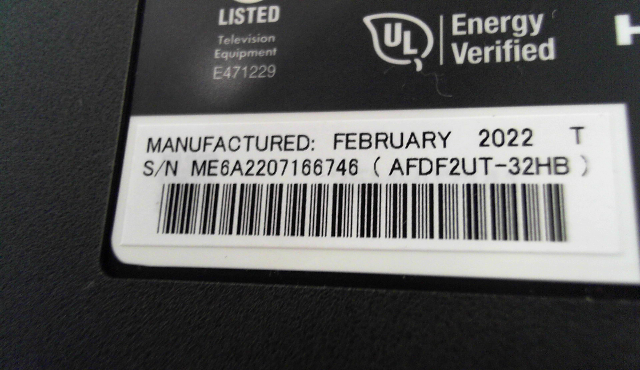 LISTED
Television
Equipment
E471229
UL
Energy
Verified
H
MANUFACTURED: FEBRUARY 2022 T
S/N ME6A2207166746 ( AFDF2UT-32HB )